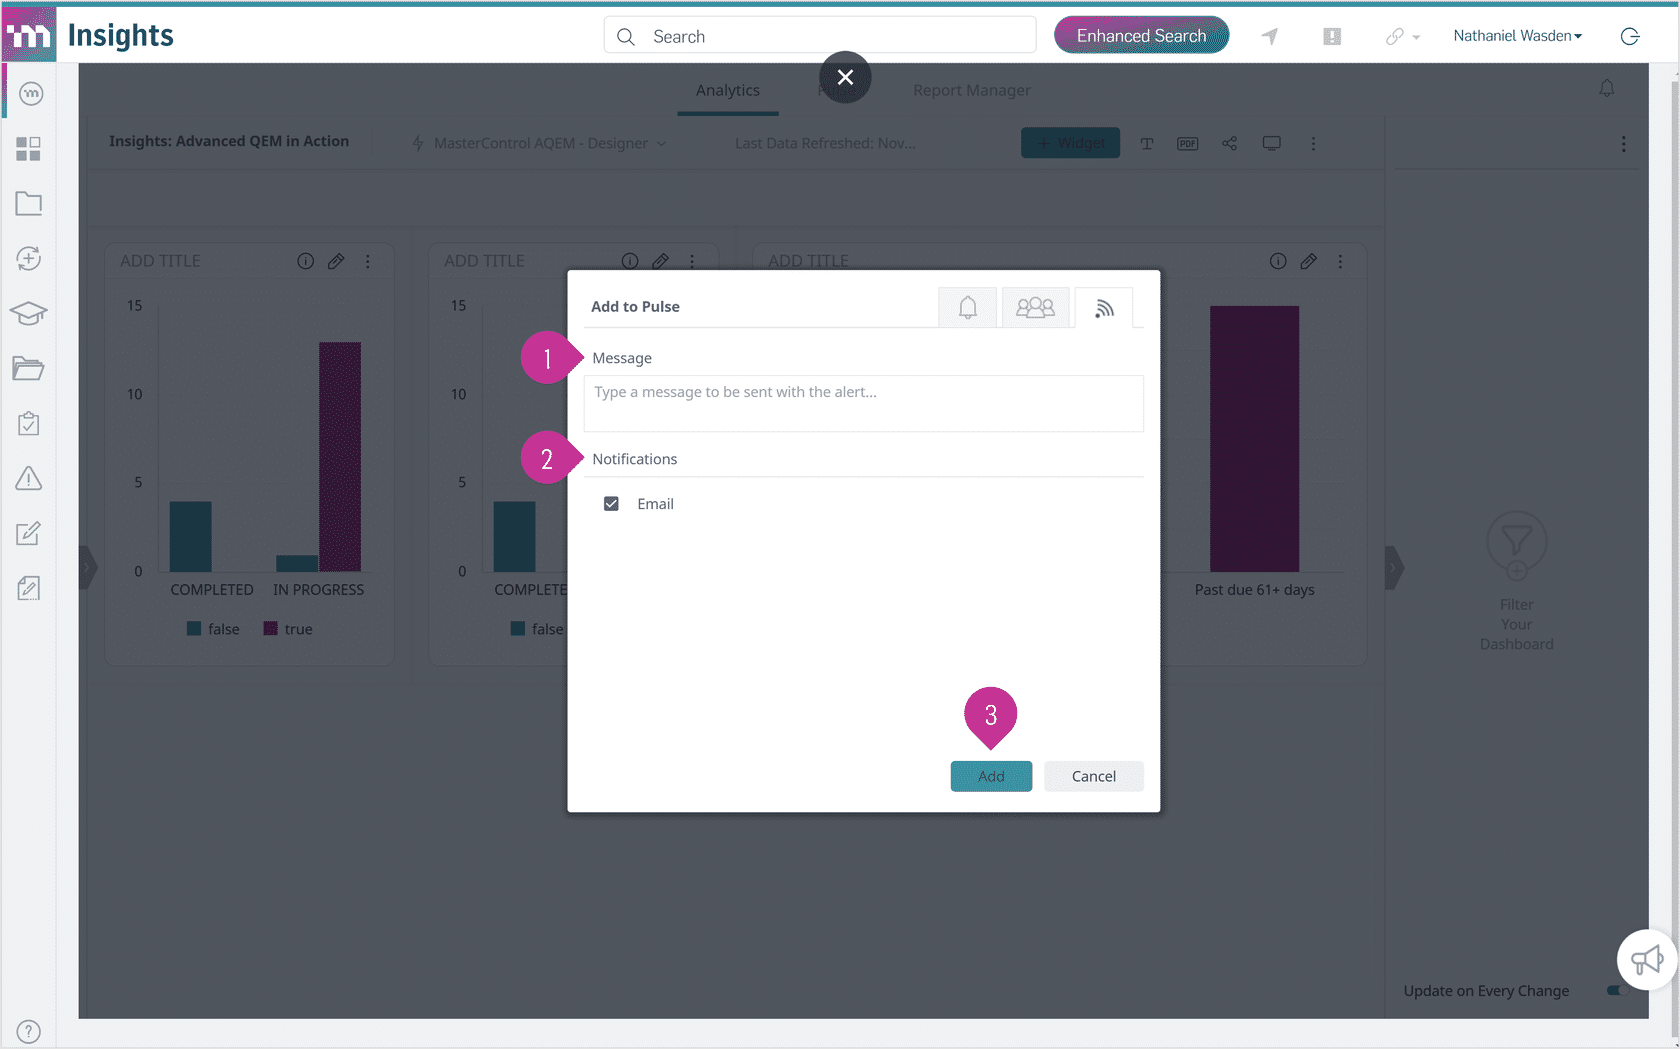 Insights
Search
Enhanced Search
Nathaniel Wasden
Analytics
Report Manager
Insights: Advanced QEM in Action
MasterControl AQEM - Designer
Last Data Refreshed: Nov...
+ Widget
PDF
ADD TITLE
ADD TITLE
ADD TITLE
15
10
5
0
COMPLETED
IN PROGRESS
false
true
15
10
5
0
COMPLETE
false
Past due 61+ days
Add to Pulse
1
Message
Type a message to be sent with the alert...
2
Notifications
Email
3
Add
Cancel
Filter
Your
Dashboard
Update on Every Change